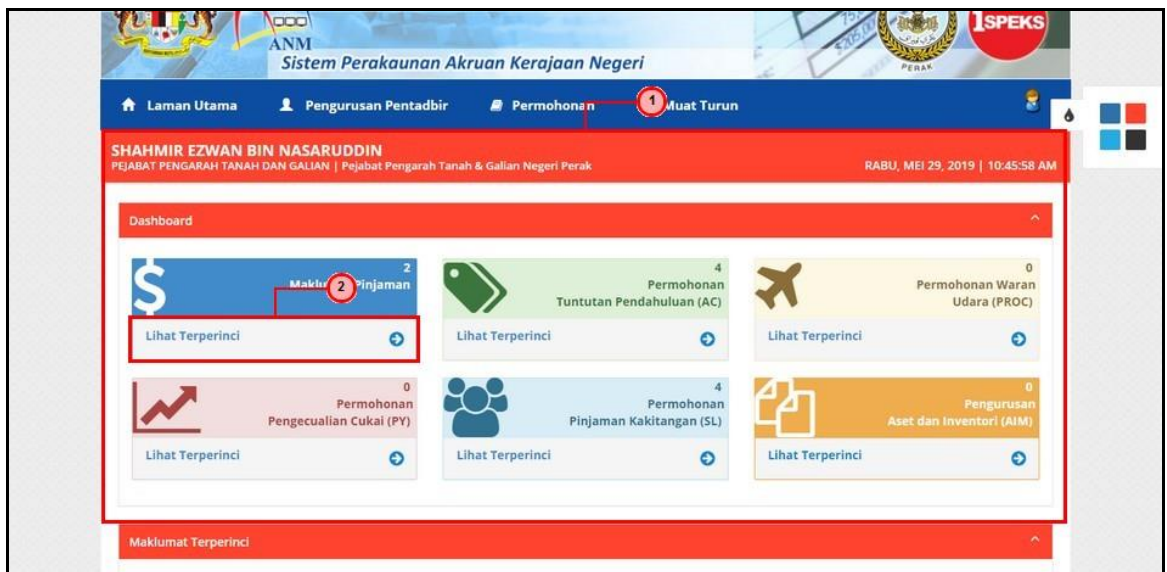 ANM
Sistem Perakaunan Akruan Kerajaan Negeri
PERAK
1SPEKS
Laman Utama
Pengurusan Pentadbir
Permohonan
1
Muat Turun
SHAHMIR EZWAN BIN NASARUDDIN
PEJABAT PENGARAH TANAH DAN GALIAN | Pejabat Pengarah Tanah & Galian Negeri Perak
RABU, MEI 29, 2019 | 10:45:58 AM
Dashboard
2
Pinjaman
2
Lihat Terperinci
4
Permohonan
Tuntutan Pendahuluan (AC)
Lihat Terperinci
0
Permohonan Waran
Udara (PROC)
Lihat Terperinci
0
Permohonan
Pengecualian Cukai (PY)
Lihat Terperinci
4
Permohonan
Pinjaman Kakitangan (SL)
Lihat Terperinci
0
Pengurusan
Aset dan Inventori (AIM)
Lihat Terperinci
Maklumat Terperinci